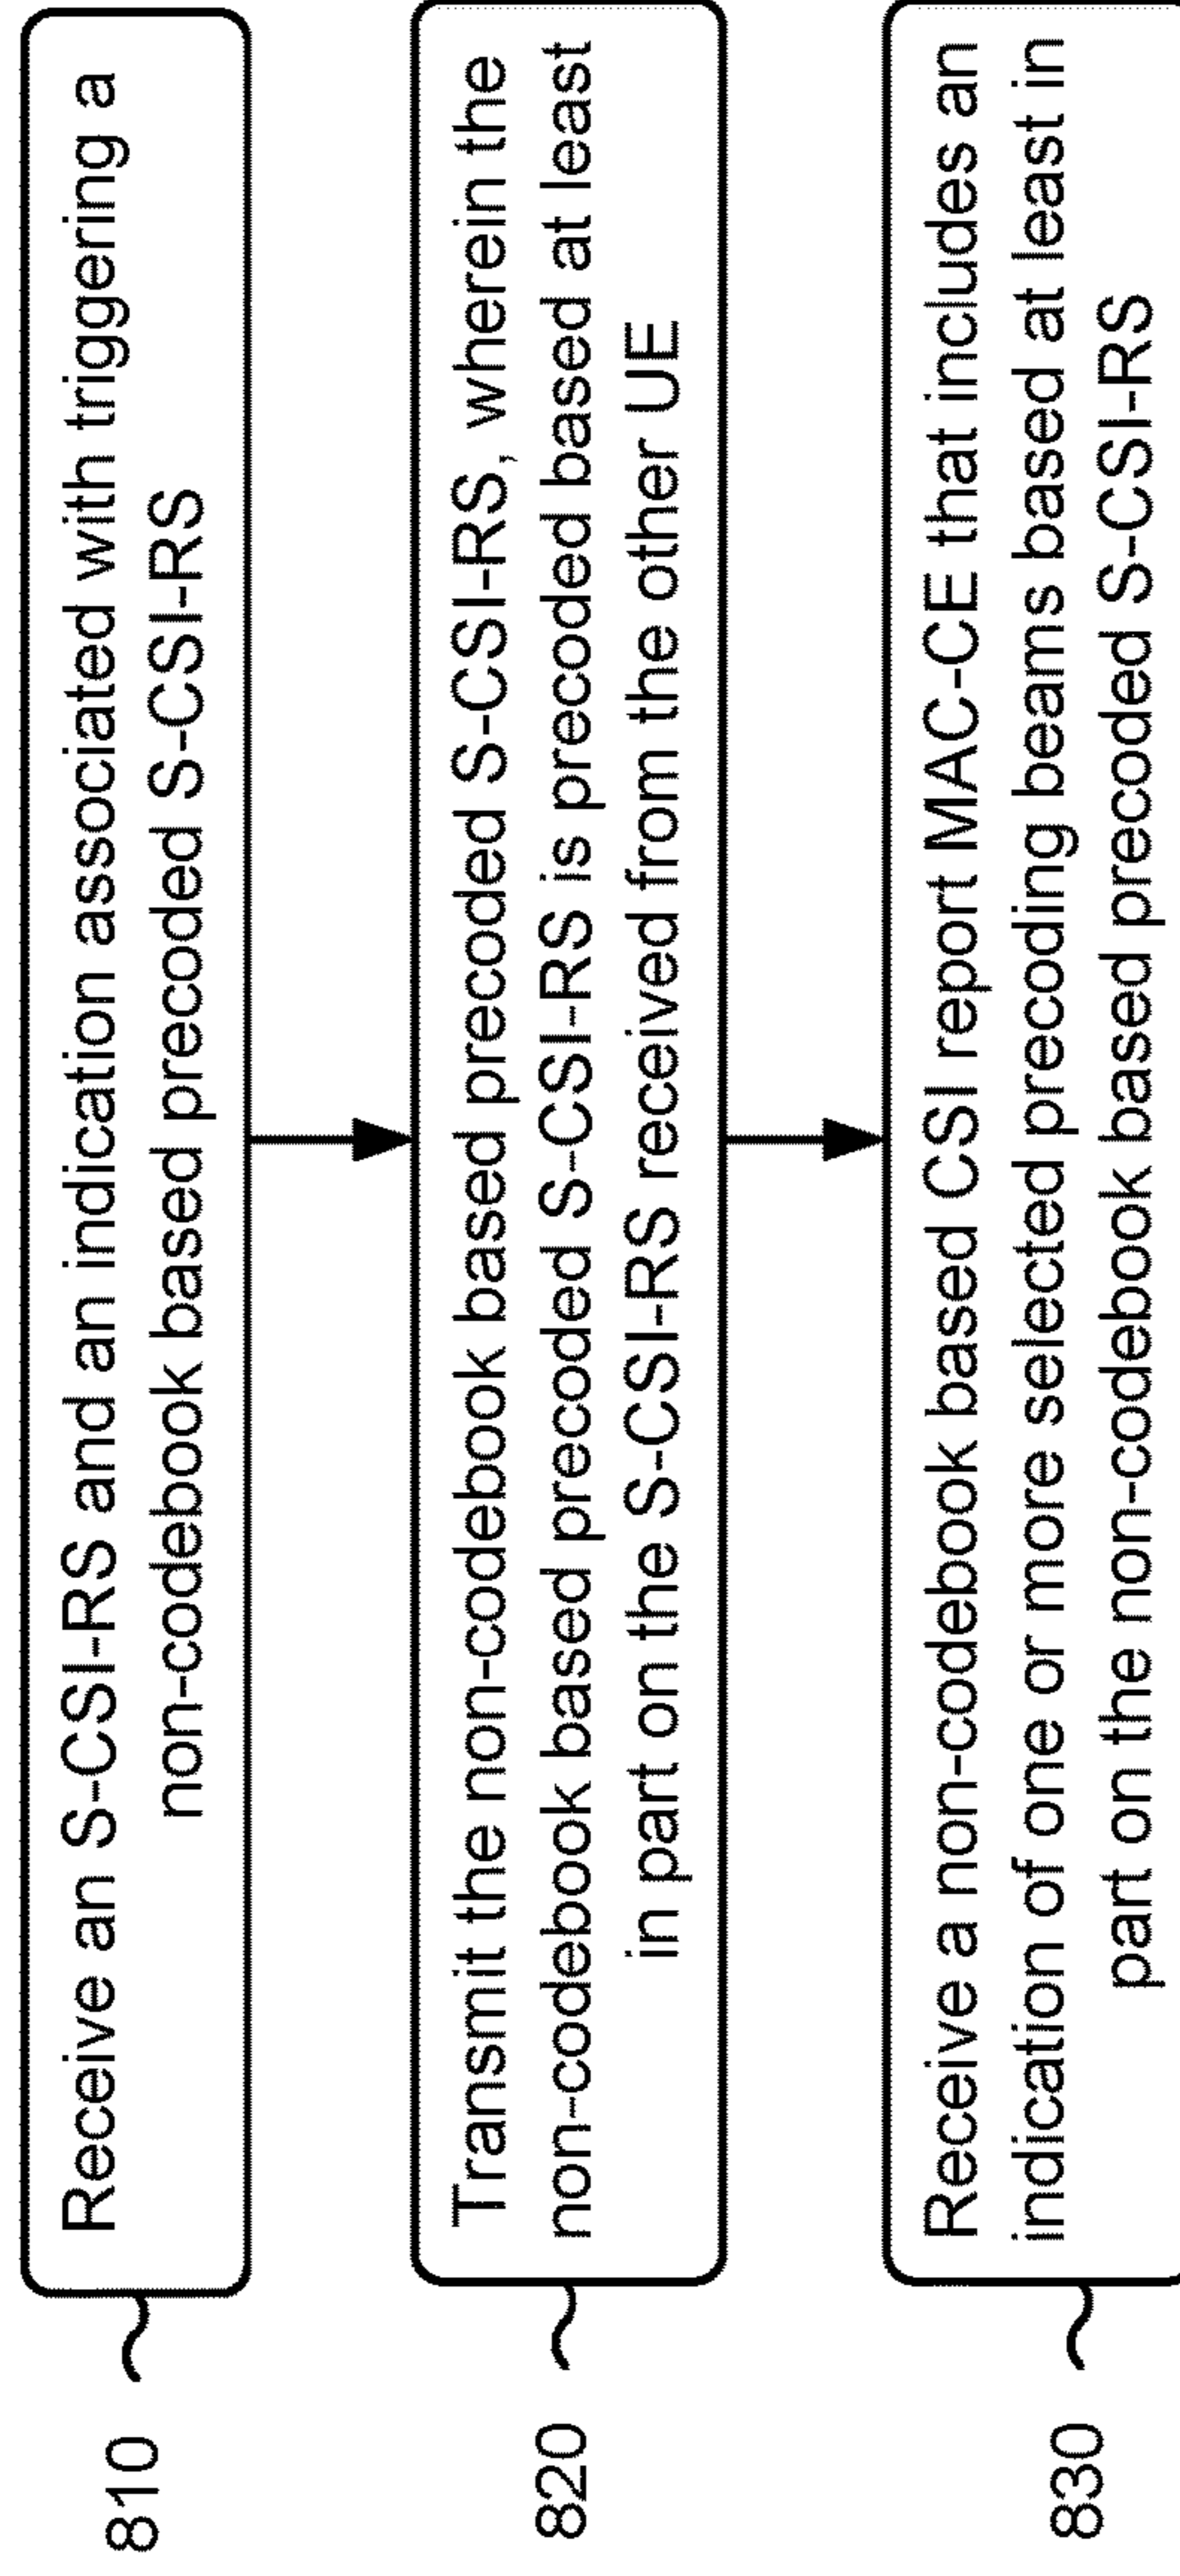 810
Receive an S-CSI-RS and an indication associated with triggering a
non-codebook based precoded S-CSI-RS
820
Transmit the non-codebook based precoded S-CSI-RS, wherein the
non-codebook based precoded S-CSI-RS is precoded based at least
in part on the S-CSI-RS received from the other UE
830
Receive a non-codebook based CSI report MAC-CE that includes an
indication of one or more selected precoding beams based at least in
part on the non-codebook based precoded S-CSI-RS